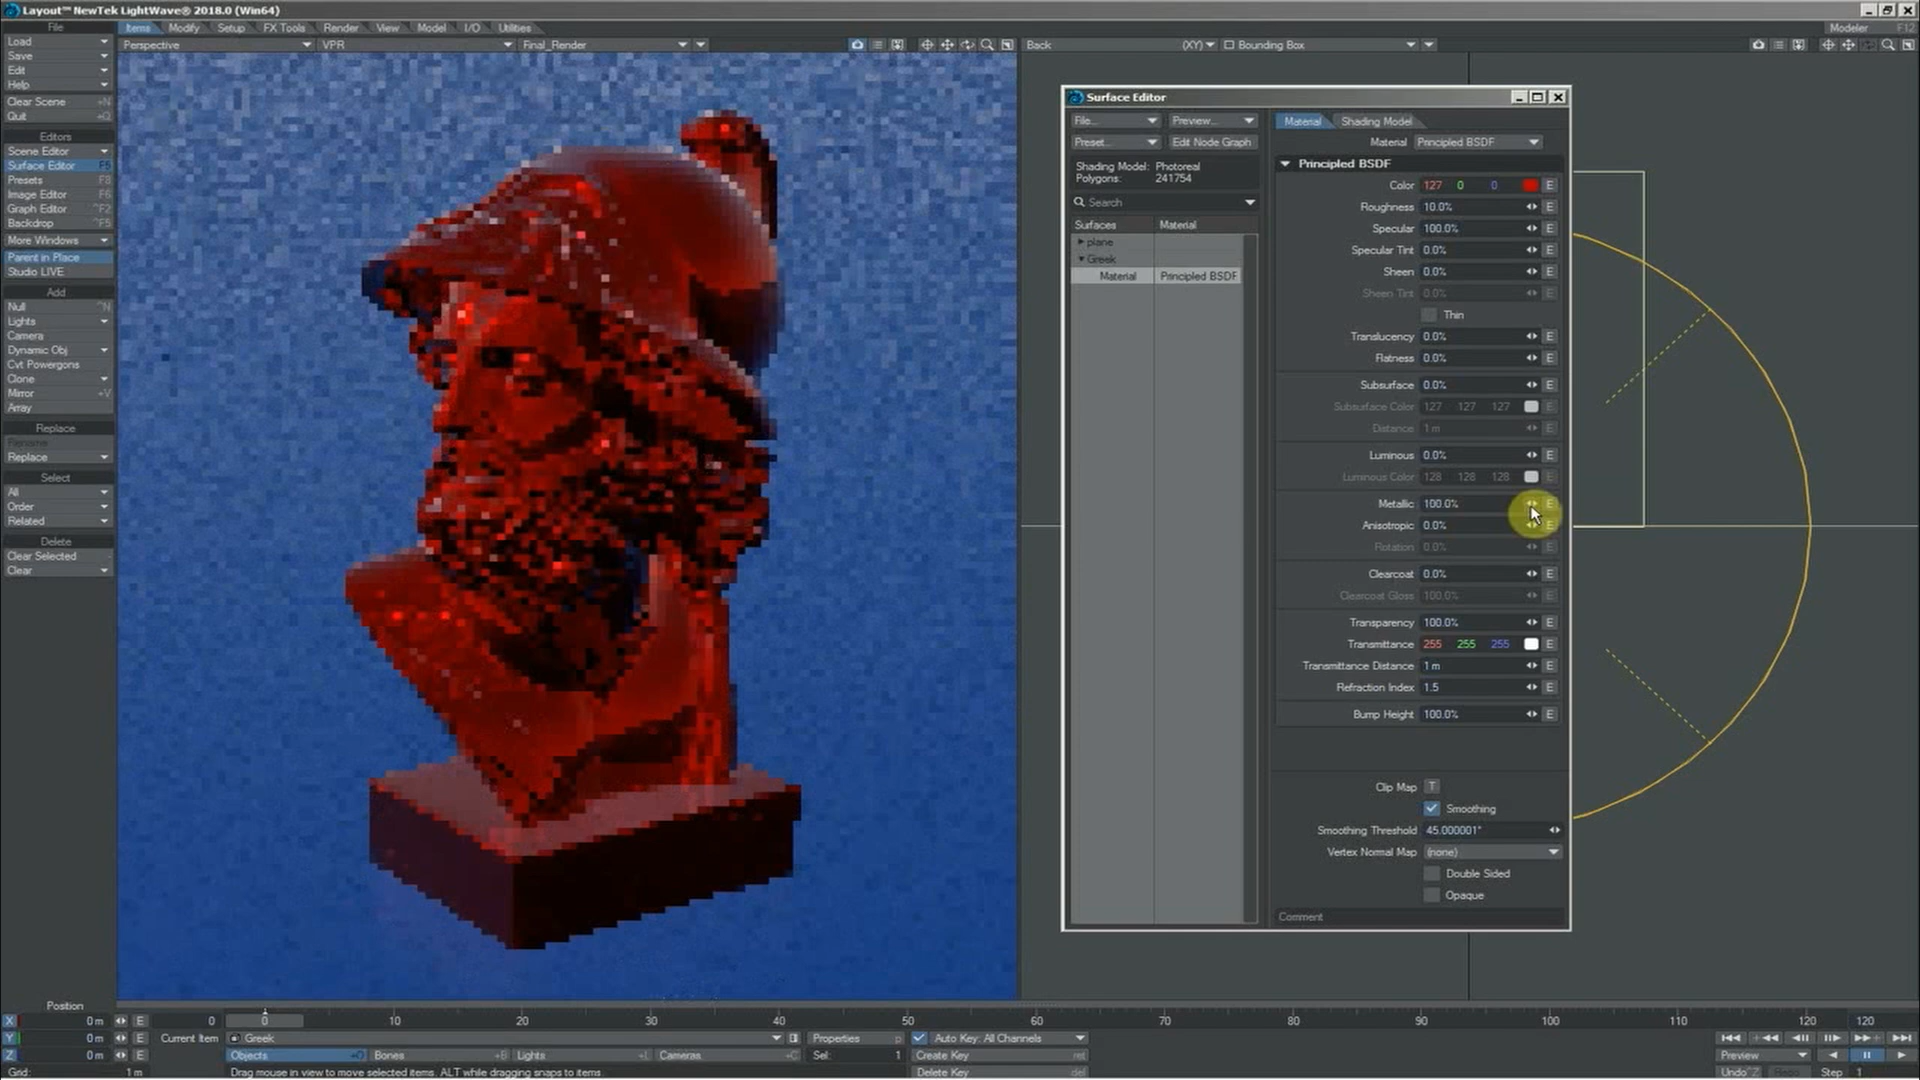 Layout™ NewTek LightWave® 2018.0 (Win64)
File
Items Modify Setup FX Tools Render View Model I/O Utilities
Modeler F12
Load
Save
Edit
Help
Clear Scene +N
Quit +Q
Editors
Scene Editor
Surface Editor F5
Presets F8
Image Editor F6
Graph Editor ^F2
Backdrop ^F5
More Windows
Parent in Place
Studio LIVE
Add
Null ^N
Lights
Camera
Dynamic Obj
Cvt Powergons
Clone
Mirror +V
Array
Replace
Rename
Replace
Select
All
Order
Related
Delete
Clear Selected -
Clear
Perspective VPR Final_Render
Back (XY) Bounding Box
Surface Editor
File... Preview...
Preset... Edit Node Graph
Shading Model: Photoreal
Polygons: 241754
Search
Surfaces Material
plane
Greek
Material Principled BSDF
Material Shading Model
Material Principled BSDF
Principled BSDF
Color 127 0 0 E
Roughness 10.0% E
Specular 100.0% E
Specular Tint 0.0% E
Sheen 0.0% E
Sheen Tint 0.0% E
Thin
Translucency 0.0% E
Flatness 0.0% E
Subsurface 0.0% E
Subsurface Color 127 127 127 E
Distance 1 m E
Luminous 0.0% E
Luminous Color 128 128 128 E
Metallic 100.0% E
Anisotropic 0.0% E
Rotation 0.0% E
Clearcoat 0.0% E
Clearcoat Gloss 100.0% E
Transparency 100.0% E
Transmittance 255 255 255 E
Transmittance Distance 1 m E
Refraction Index 1.5 E
Bump Height 100.0% E
Clip Map T
Smoothing
Smoothing Threshold 45.000001°
Vertex Normal Map (none)
Double Sided
Opaque
Comment
Position
X 0 m E 0 0 10 20 30 40 50 60 70 80 90 100 110 120 120
Y 0 m E Current Item Greek Properties p Auto Key: All Channels
Z 0 m E Objects +O Bones +B Lights +L Cameras +C Sel: 1 Create Key ret Preview
Grid: 1 m Drag mouse in view to move selected items. ALT while dragging snaps to items. Delete Key del Undo^Z Redo Step 1